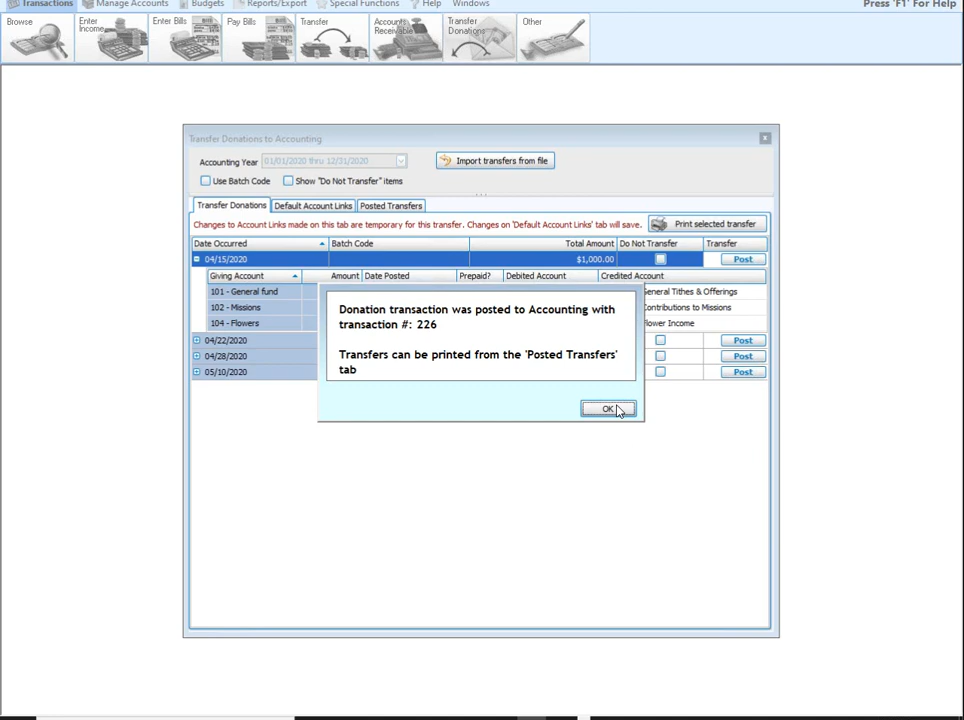 Transactions Manage Accounts Budgets Reports/Export Special Functions Help Windows Press 'F1' For Help
Browse
Enter
Income
Enter Bills
Pay Bills
Transfer
Accounts
Receivable
Transfer
Donations
Other
Transfer Donations to Accounting
Accounting Year 01/01/2020 thru 12/31/2020 Import transfers from file
Use Batch Code Show "Do Not Transfer" items
Transfer Donations Default Account Links Posted Transfers
Changes to Account Links made on this tab are temporary for this transfer. Changes on 'Default Account Links' tab will save. Print selected transfer
Date Occurred Batch Code Total Amount Do Not Transfer Transfer
04/15/2020 $1,000.00 Post
Giving Account Amount Date Posted Prepaid? Debited Account Credited Account
101 - General fund General Tithes & Offerings
102 - Missions Contributions to Missions
104 - Flowers Flower Income
04/22/2020 Post
04/28/2020 Post
05/10/2020 Post
Donation transaction was posted to Accounting with
transaction #: 226
Transfers can be printed from the 'Posted Transfers'
tab
OK